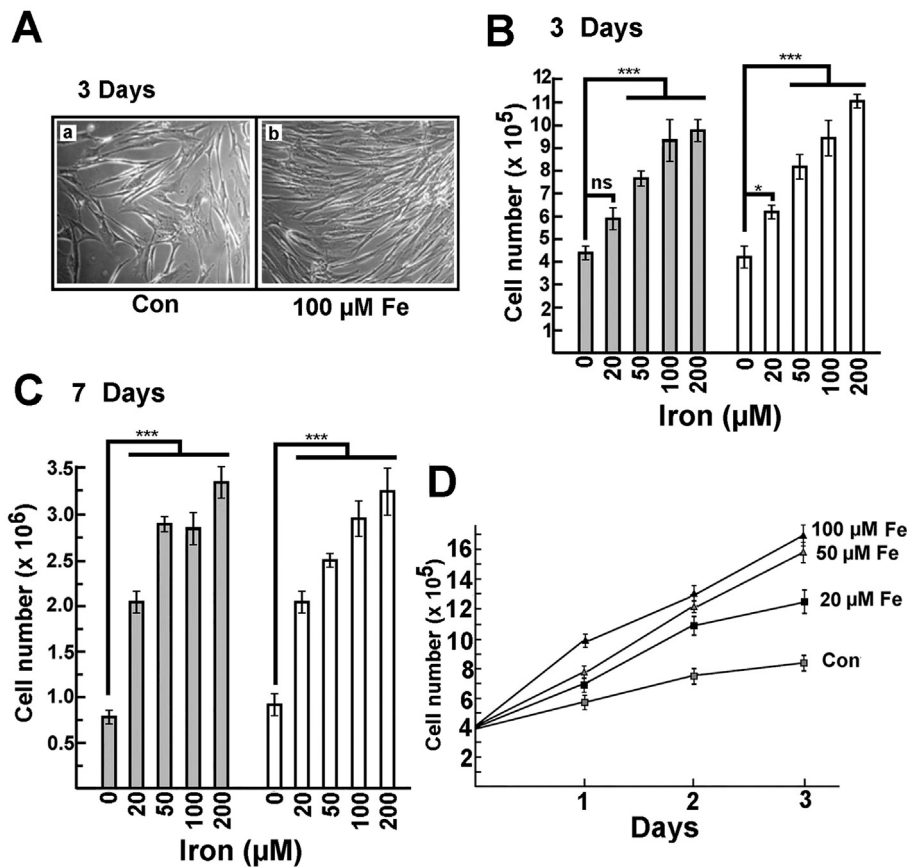 A
3 Days
a
b
Con
100 µM Fe
B
3 Days
***
***
ns
*
Cell number (x 10⁵)
12
11
9
8
7
6
5
4
3
2
1
0
20
50
100
200
0
20
50
100
200
Iron (µM)
C
7 Days
***
***
Cell number (x 10⁶)
3.5
3.0
2.5
2.0
1.0
0.5
0
20
50
100
200
0
20
50
100
200
Iron (µM)
D
Cell number (x 10⁵)
16
14
12
10
8
6
4
2
100 µM Fe
50 µM Fe
20 µM Fe
Con
1
2
3
Days